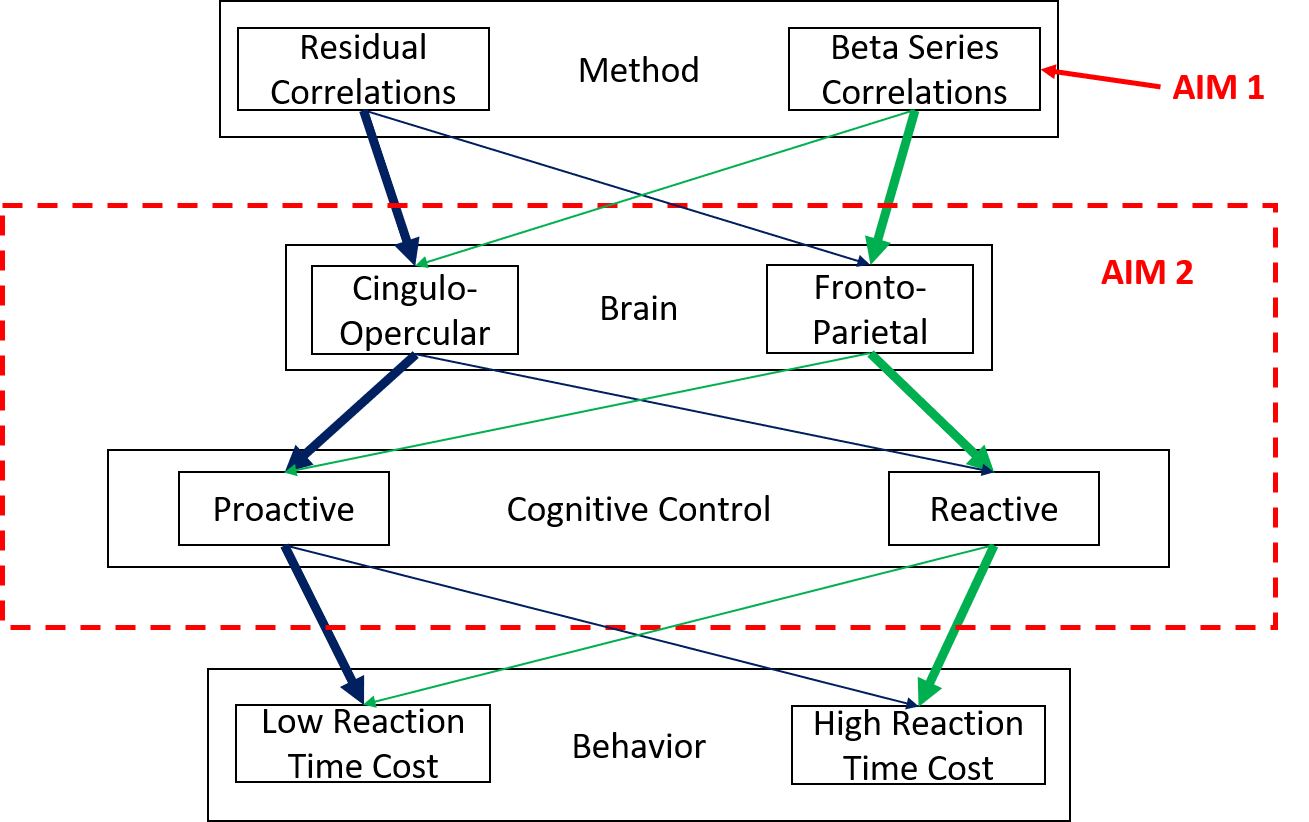 Residual
Correlations
Method
Beta Series
Correlations
AIM 1
AIM 2
Cingulo-
Opercular
Brain
Fronto-
Parietal
Proactive
Cognitive Control
Reactive
Low Reaction
Time Cost
Behavior
High Reaction
Time Cost